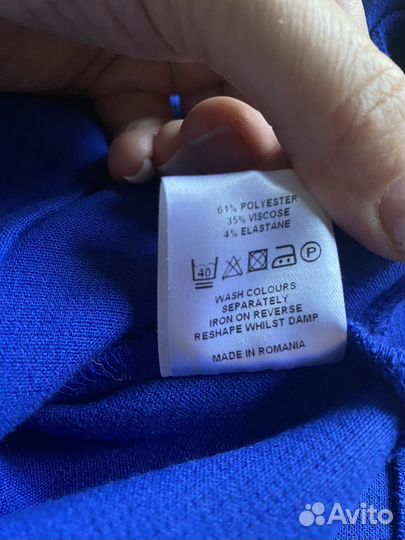 61% POLYESTER
35% VISCOSE
4% ELASTANE
40 P
WASH COLOURS
SEPARATELY
IRON ON REVERSE
RESHAPE WHILST DAMP
MADE IN ROMANIA
Avito